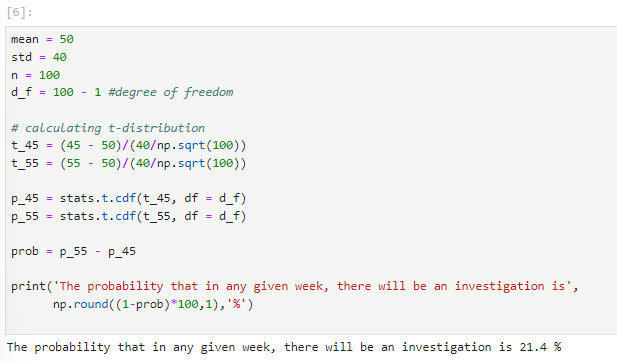 [6]:
mean = 50
std = 40
n = 100
d_f = 100 - 1 #degree of freedom
# calculating t-distribution
t_45 = (45 - 50)/(40/np.sqrt(100))
t_55 = (55 - 50)/(40/np.sqrt(100))
p_45 = stats.t.cdf(t_45, df = d_f)
p_55 = stats.t.cdf(t_55, df = d_f)
prob = p_55 - p_45
print('The probability that in any given week, there will be an investigation is',
np.round((1-prob)*100,1),'%')
The probability that in any given week, there will be an investigation is 21.4 %